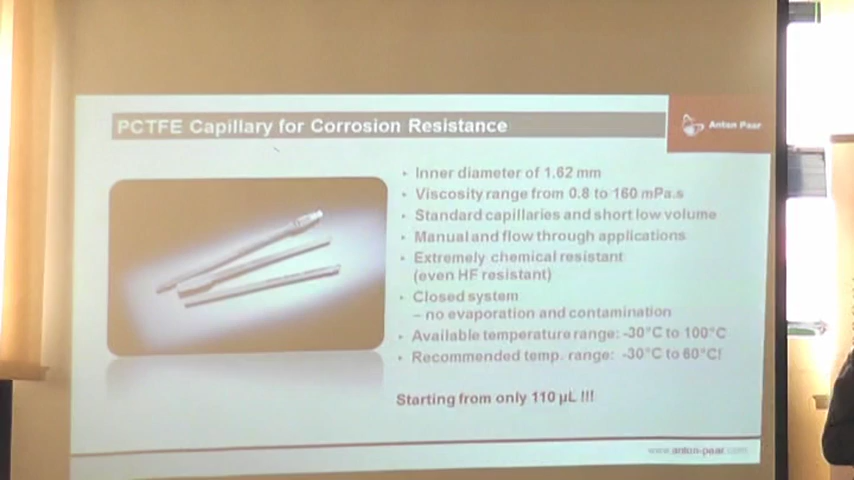 PCTFE Capillary for Corrosion Resistance
Anton Paar
• Inner diameter of 1.62 mm
• Viscosity range from 0.8 to 160 mPa.s
• Standard capillaries and short low volume
• Manual and flow through applications
• Extremely chemical resistant
(even HF resistant)
• Closed system
– no evaporation and contamination
• Available temperature range: -30°C to 100°C
• Recommended temp. range: -30°C to 60°C!
Starting from only 110 µL !!!
www.anton-paar.com